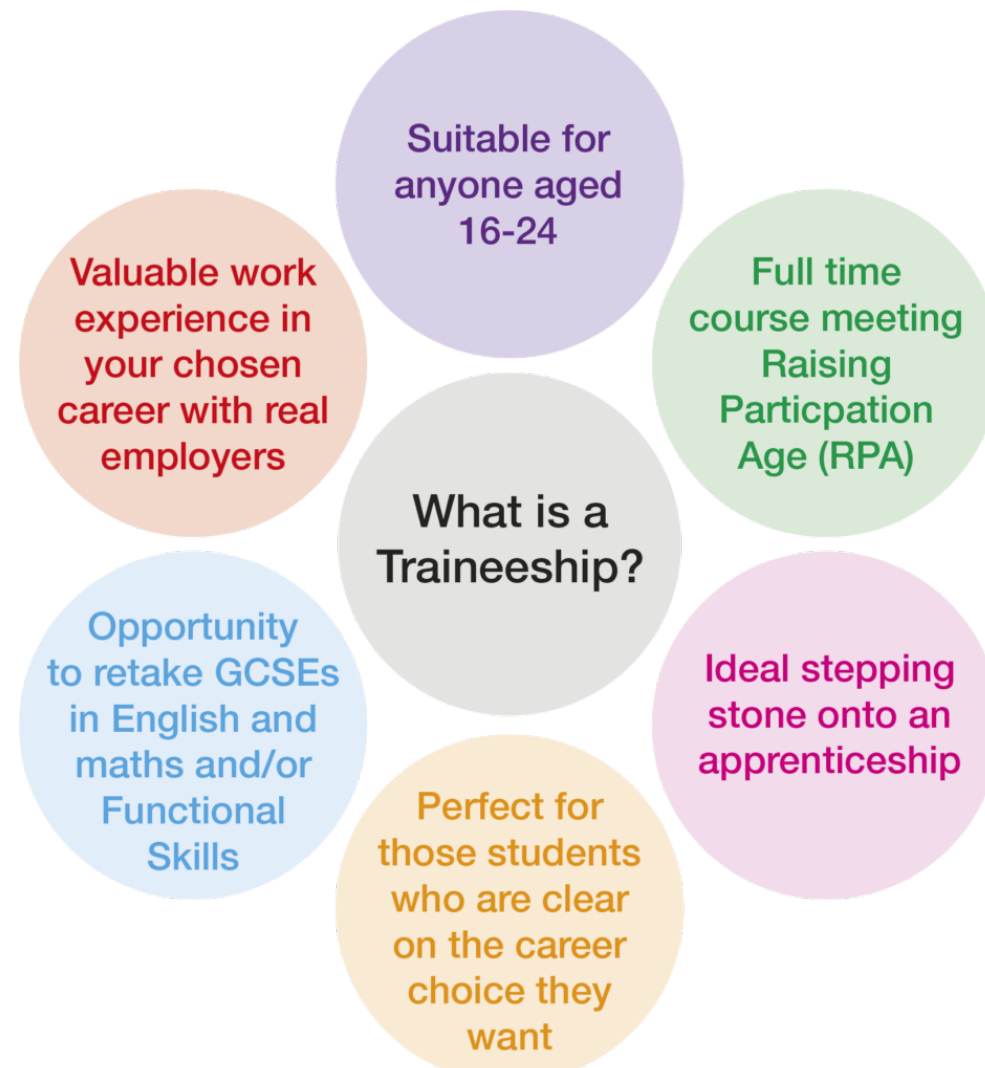 Suitable for
anyone aged
16-24
Valuable work
experience in
your chosen
career with real
employers
Full time
course meeting
Raising
Particpation
Age (RPA)
What is a
Traineeship?
Opportunity
to retake GCSEs
in English and
maths and/or
Functional
Skills
Ideal stepping
stone onto an
apprenticeship
Perfect for
those students
who are clear
on the career
choice they
want